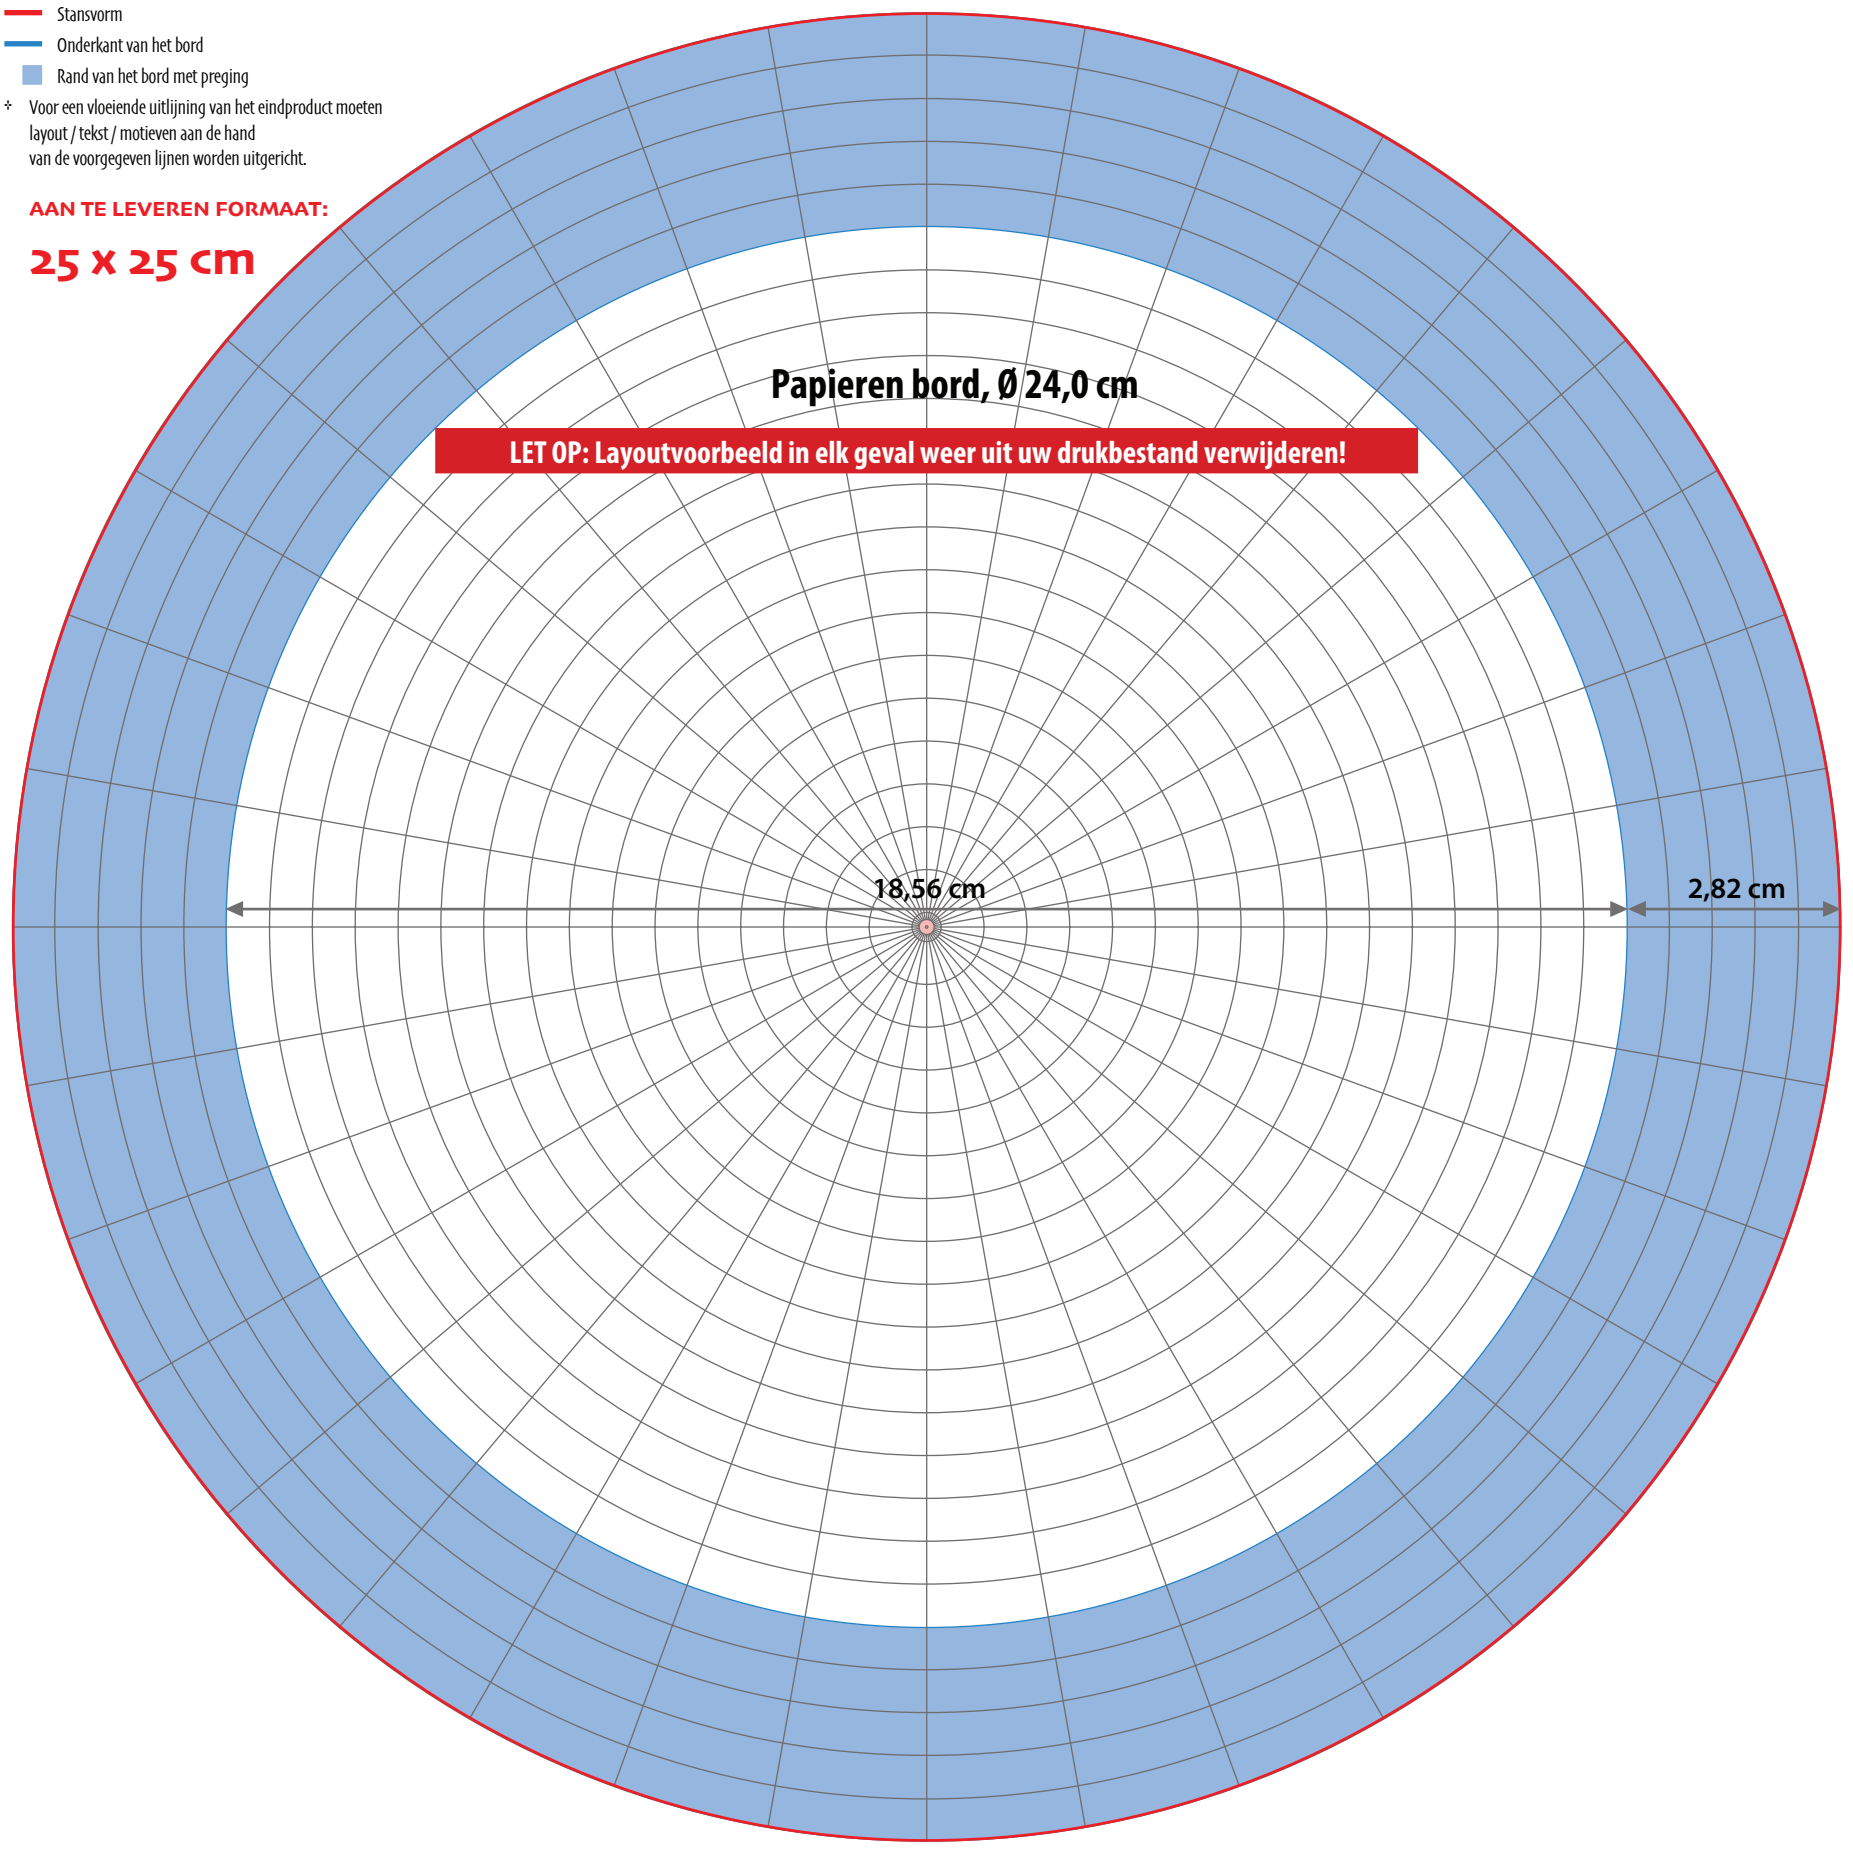 Stansvorm
Onderkant van het bord
Rand van het bord met preging
Voor een vloeiende uitlijning van het eindproduct moeten
layout / tekst / motieven aan de hand
van de voorgegeven lijnen worden uitgericht.
AAN TE LEVEREN FORMAAT:
25 x 25 cm
Papieren bord, Ø 24,0 cm
LET OP: Layoutvoorbeeld in elk geval weer uit uw drukbestand verwijderen!
18,56 cm
2,82 cm